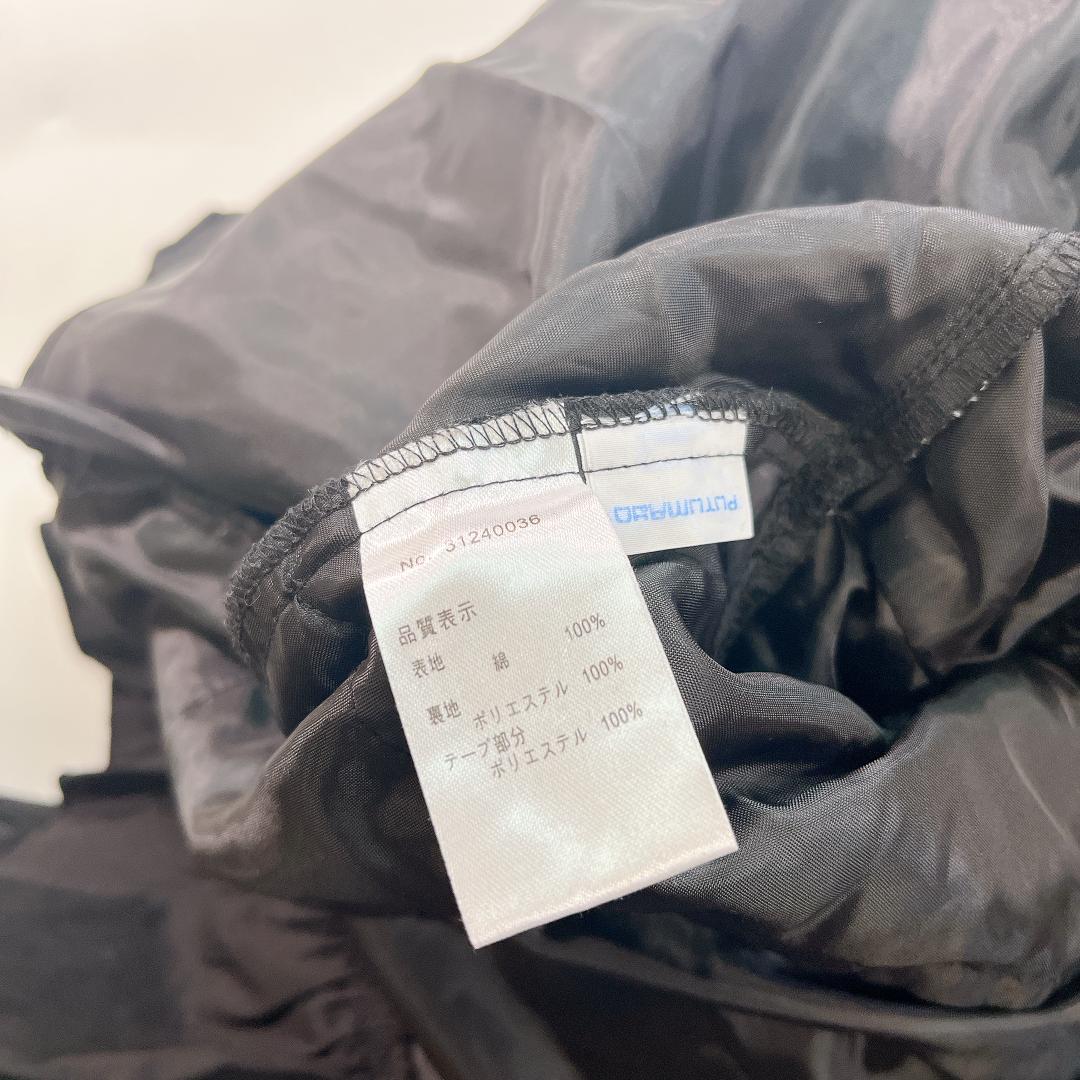 No. 31240036
品質表示
表地 綿 100%
裏地 ポリエステル 100%
テープ部分
ポリエステル 100%
PUTUMAYO